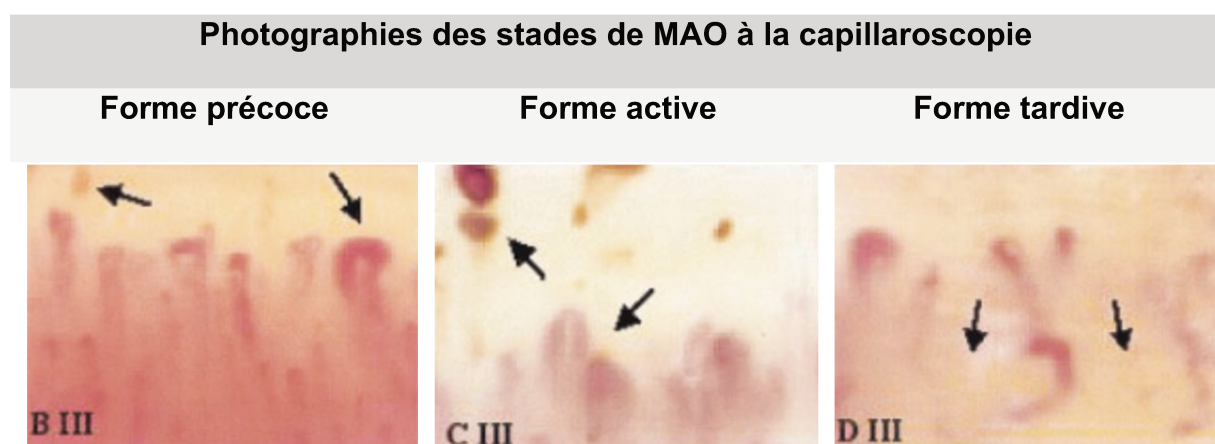 Photographies des stades de MAO à la capillaroscopie
Forme précoce
Forme active
Forme tardive
B III
C III
D III